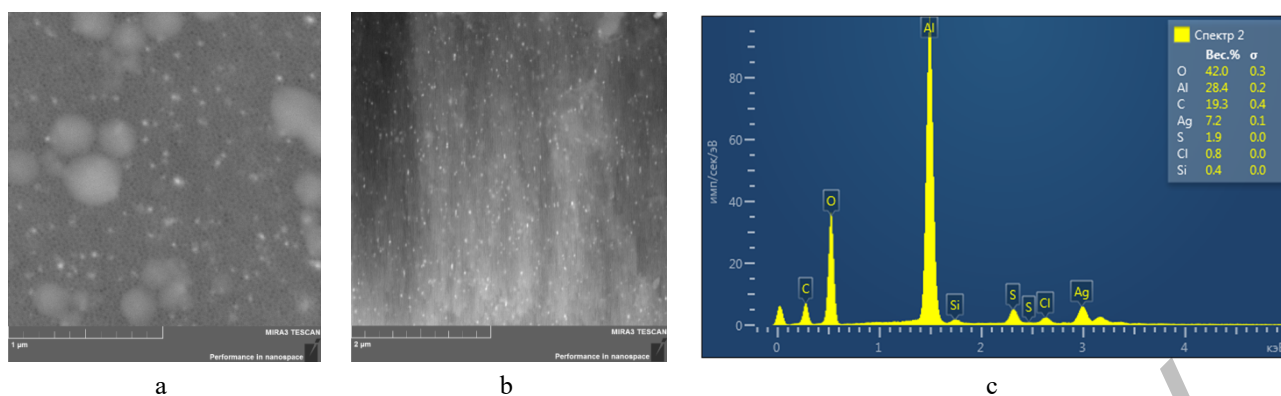 1 µm
MIRA3 TESCAN
Performance in nanospace
a
2 µm
MIRA3 TESCAN
Performance in nanospace
b
Спектр 2
Вес.% σ
O 42.0 0.3
Al 28.4 0.2
C 19.3 0.4
Ag 7.2 0.1
S 1.9 0.0
Cl 0.8 0.0
Si 0.4 0.0
имп/сек/эВ
80
60
40
20
0
Al
O
C
Si
S
S
Cl
Ag
0 1 2 3 4 кэВ
c